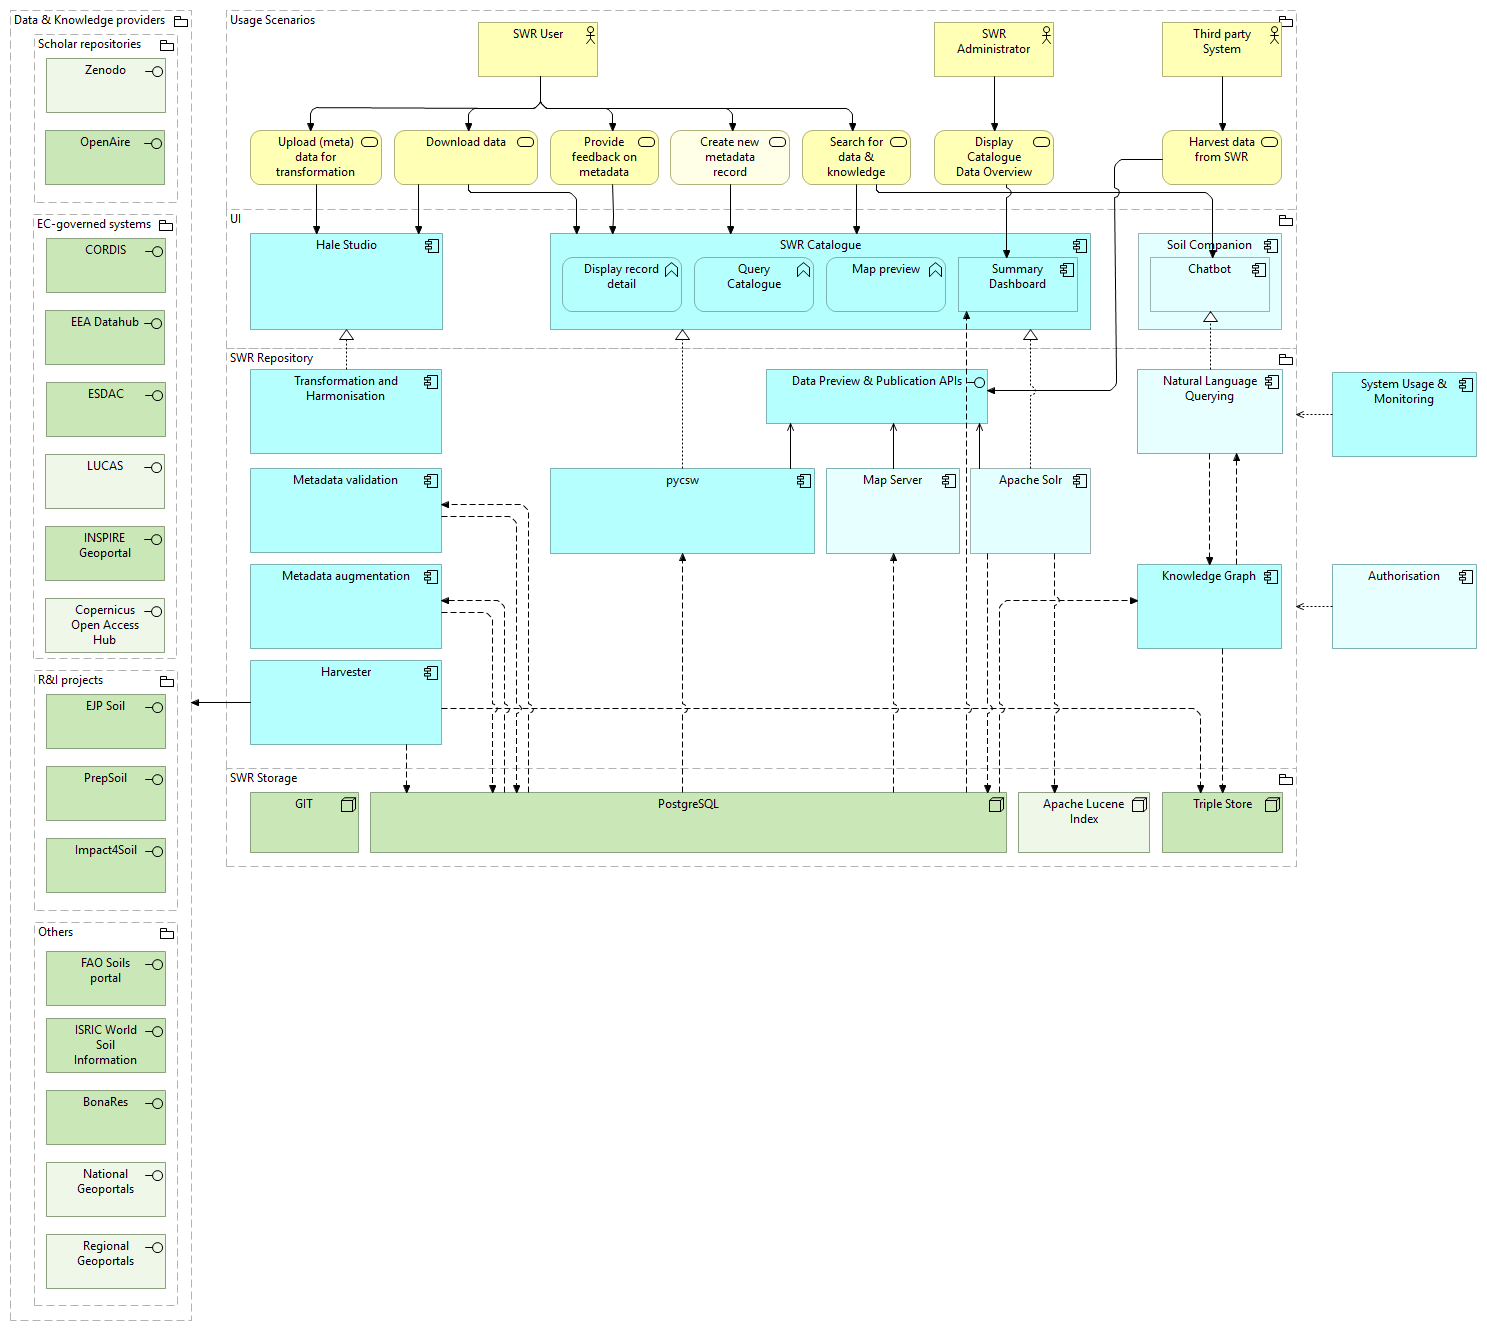 Data & Knowledge providers
Scholar repositories
Zenodo
OpenAire
EC-governed systems
CORDIS
EEA Datahub
ESDAC
LUCAS
INSPIRE
Geoportal
Copernicus
Open Access
Hub
R&I projects
EJP Soil
PrepSoil
Impact4Soil
Others
FAO Soils
portal
ISRIC World
Soil
Information
BonaRes
National
Geoportals
Regional
Geoportals
Usage Scenarios
SWR User
SWR
Administrator
Third party
System
Upload (meta)
data for
transformation
Download data
Provide
feedback on
metadata
Create new
metadata
record
Search for
data &
knowledge
Display
Catalogue
Data Overview
Harvest data
from SWR
UI
Hale Studio
SWR Catalogue
Display record
detail
Query
Catalogue
Map preview
Summary
Dashboard
Soil Companion
Chatbot
SWR Repository
Transformation and
Harmonisation
Data Preview & Publication APIs
Natural Language
Querying
System Usage &
Monitoring
Metadata validation
pycsw
Map Server
Apache Solr
Metadata augmentation
Knowledge Graph
Authorisation
Harvester
SWR Storage
GIT
PostgreSQL
Apache Lucene
Index
Triple Store